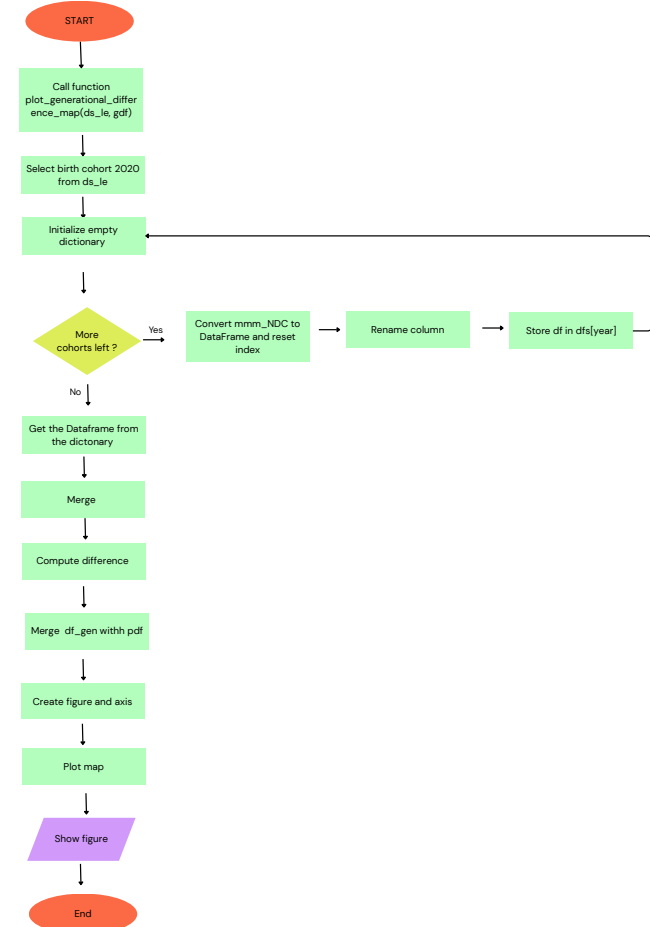 START
Call function
plot_generational_differ
ence_map(ds_le, gdf)
Select birth cohort 2020
from ds_le
Initialize empty
dictionary
More
cohorts left ?
Yes
Convert mmm_NDC to
DataFrame and reset
index
Rename column
Store df in dfs[year]
No
Get the Dataframe from
the dictonary
Merge
Compute difference
Merge  df_gen withh pdf
Create figure and axis
Plot map
Show figure
End